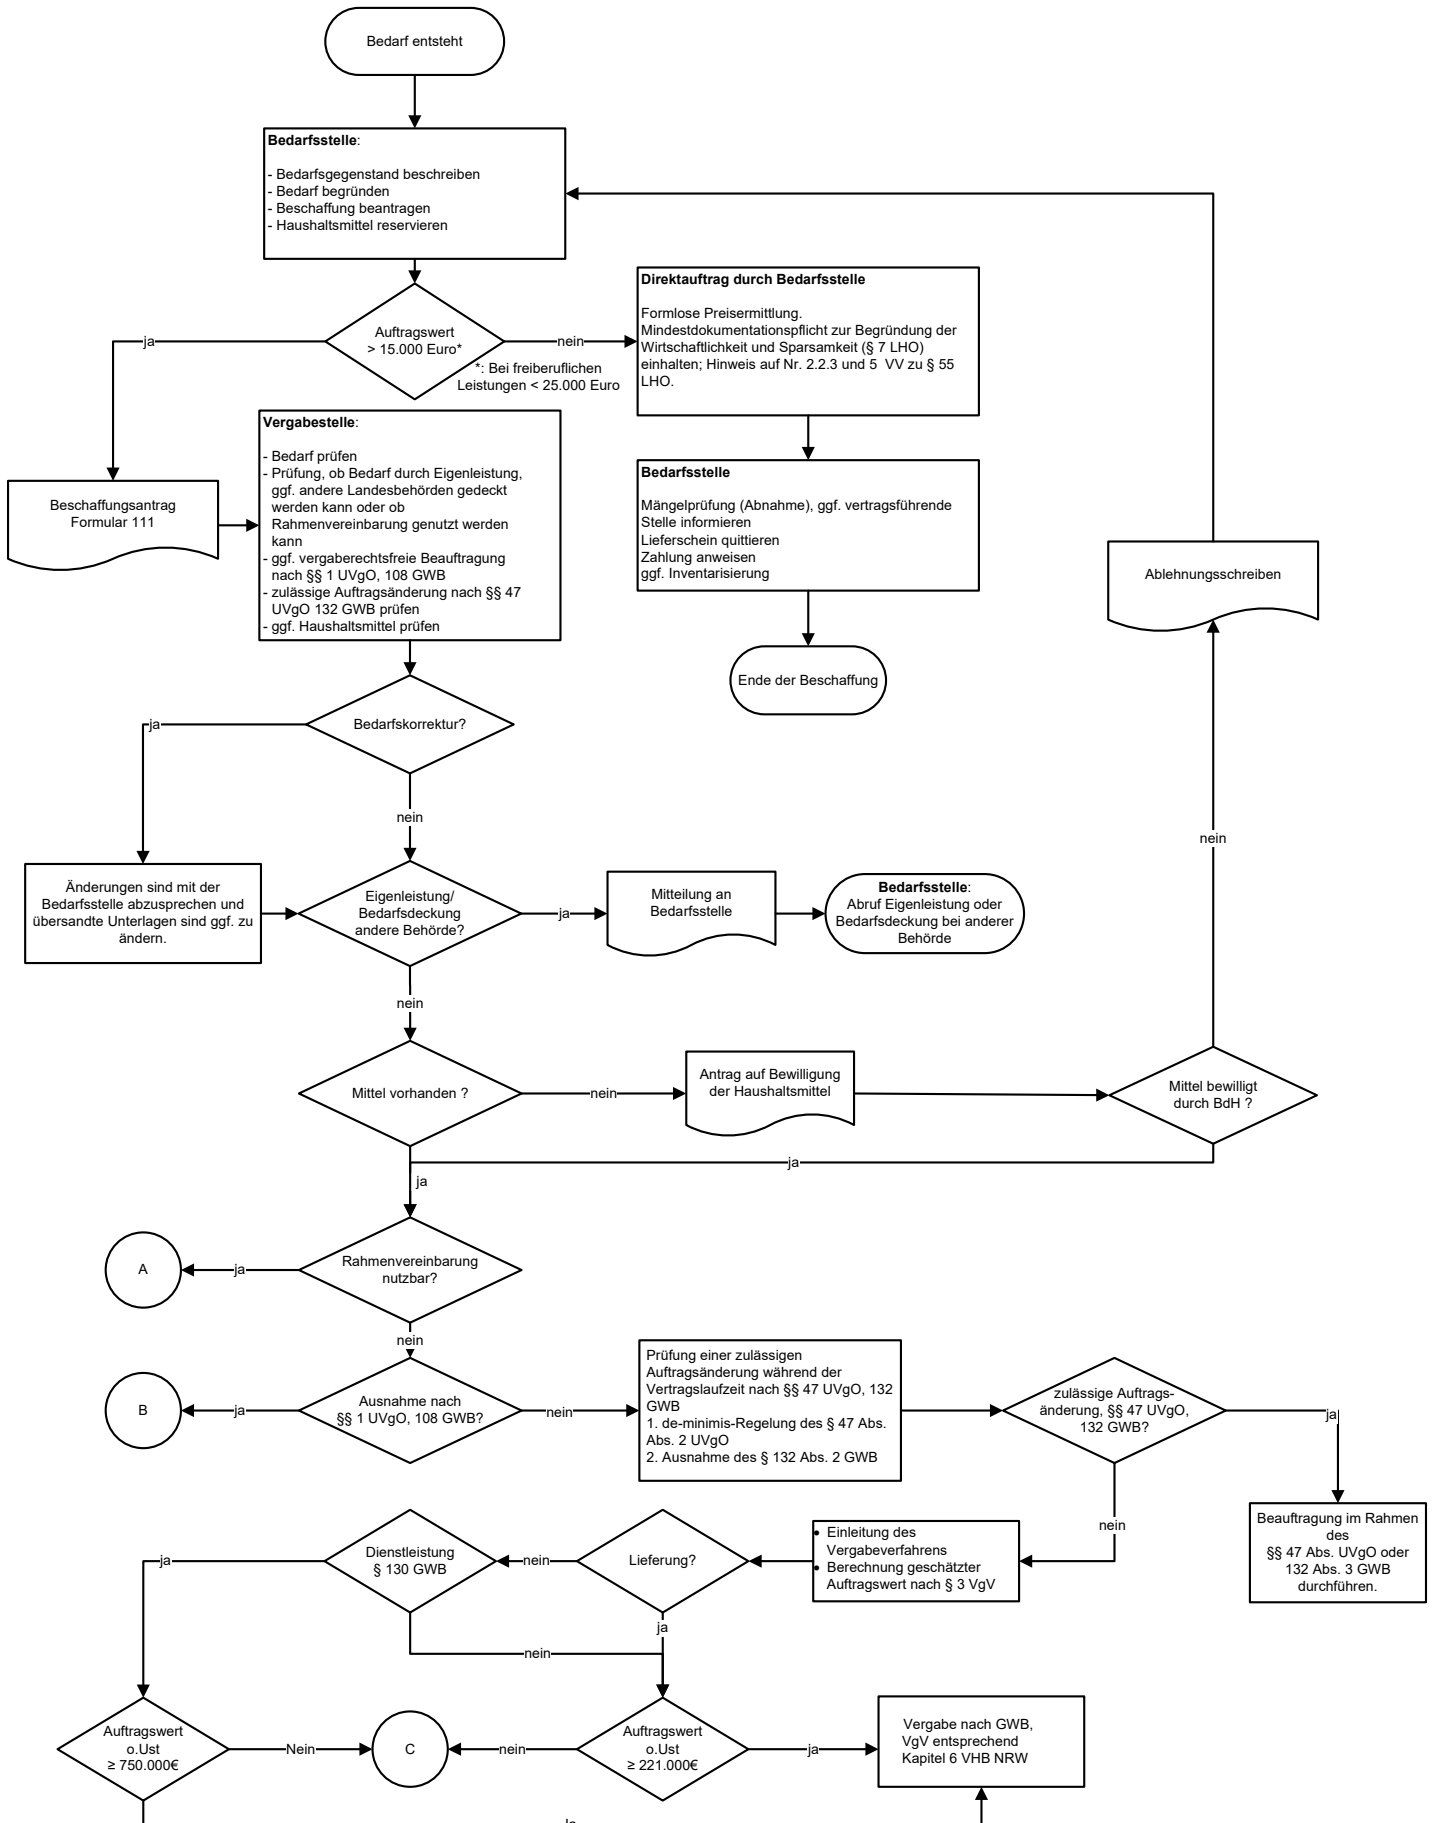 Bedarf entsteht
Bedarfsstelle:
- Bedarfsgegenstand beschreiben
- Bedarf begründen
- Beschaffung beantragen
- Haushaltsmittel reservieren
Auftragswert
> 15.000 Euro*
ja
nein
*: Bei freiberuflichen
Leistungen < 25.000 Euro
Direktauftrag durch Bedarfsstelle
Formlose Preisermittlung.
Mindestdokumentationspflicht zur Begründung der
Wirtschaftlichkeit und Sparsamkeit (§ 7 LHO)
einhalten; Hinweis auf Nr. 2.2.3 und 5 VV zu § 55
LHO.
Beschaffungsantrag
Formular 111
Vergabestelle:
- Bedarf prüfen
- Prüfung, ob Bedarf durch Eigenleistung,
ggf. andere Landesbehörden gedeckt
werden kann oder ob
Rahmenvereinbarung genutzt werden
kann
- ggf. vergaberechtsfreie Beauftragung
nach §§ 1 UVgO, 108 GWB
- zulässige Auftragsänderung nach §§ 47
UVgO 132 GWB prüfen
- ggf. Haushaltsmittel prüfen
Bedarfsstelle
Mängelprüfung (Abnahme), ggf. vertragsführende
Stelle informieren
Lieferschein quittieren
Zahlung anweisen
ggf. Inventarisierung
Ablehnungsschreiben
Ende der Beschaffung
Bedarfskorrektur?
ja
nein
nein
Änderungen sind mit der
Bedarfsstelle abzusprechen und
übersandte Unterlagen sind ggf. zu
ändern.
Eigenleistung/
Bedarfsdeckung
andere Behörde?
ja
Mitteilung an
Bedarfsstelle
Bedarfsstelle:
Abruf Eigenleistung oder
Bedarfsdeckung bei anderer
Behörde
nein
Mittel vorhanden ?
nein
Antrag auf Bewilligung
der Haushaltsmittel
Mittel bewilligt
durch BdH ?
ja
ja
A
ja
Rahmenvereinbarung
nutzbar?
nein
B
ja
Ausnahme nach
§§ 1 UVgO, 108 GWB?
nein
Prüfung einer zulässigen
Auftragsänderung während der
Vertragslaufzeit nach §§ 47 UVgO, 132
GWB
1. de-minimis-Regelung des § 47 Abs.
Abs. 2 UVgO
2. Ausnahme des § 132 Abs. 2 GWB
zulässige Auftrags-
änderung, §§ 47 UVgO,
132 GWB?
ja
nein
Beauftragung im Rahmen
des
§§ 47 Abs. UVgO oder
132 Abs. 3 GWB
durchführen.
• Einleitung des
Vergabeverfahrens
• Berechnung geschätzter
Auftragswert nach § 3 VgV
Lieferung?
nein
Dienstleistung
§ 130 GWB
ja
ja
nein
Auftragswert
o.Ust
≥ 750.000€
Nein
C
nein
Auftragswert
o.Ust
≥ 221.000€
ja
Vergabe nach GWB,
VgV entsprechend
Kapitel 6 VHB NRW